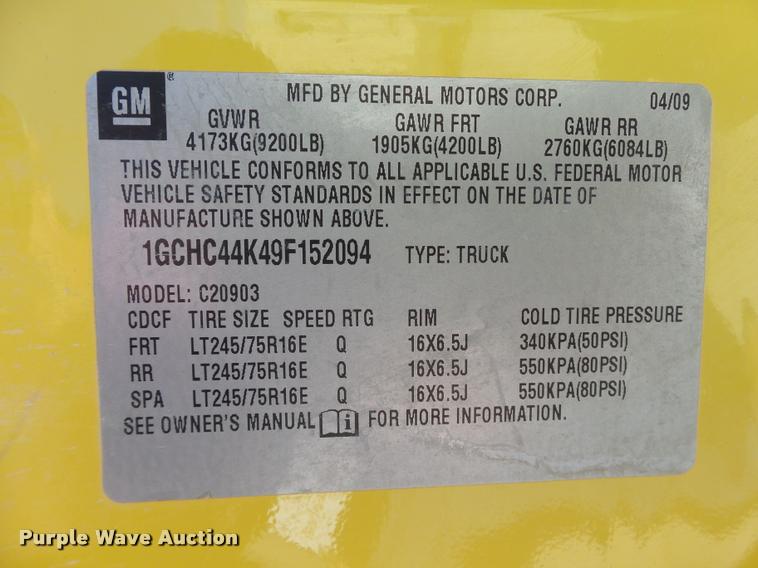 GM®
MFD BY GENERAL MOTORS CORP. 04/09
GVWR GAWR FRT GAWR RR
4173KG(9200LB) 1905KG(4200LB) 2760KG(6084LB)
THIS VEHICLE CONFORMS TO ALL APPLICABLE U.S. FEDERAL MOTOR
VEHICLE SAFETY STANDARDS IN EFFECT ON THE DATE OF
MANUFACTURE SHOWN ABOVE.
1GCHC44K49F152094 TYPE: TRUCK
MODEL: C20903
CDCF TIRE SIZE SPEED RTG RIM COLD TIRE PRESSURE
FRT LT245/75R16E Q 16X6.5J 340KPA(50PSI)
RR LT245/75R16E Q 16X6.5J 550KPA(80PSI)
SPA LT245/75R16E Q 16X6.5J 550KPA(80PSI)
SEE OWNER'S MANUAL i FOR MORE INFORMATION.
Purple Wave Auction